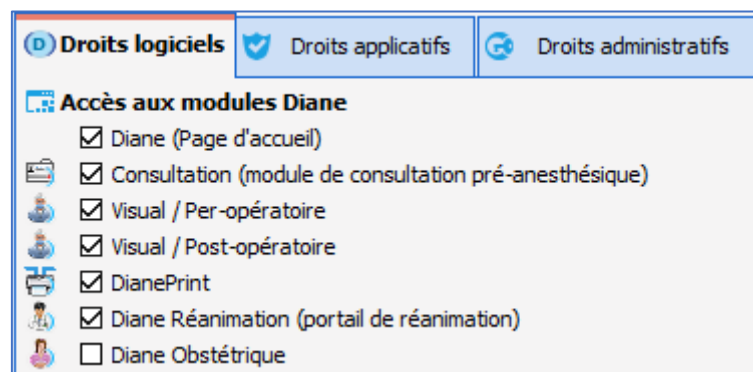 Droits logiciels Droits applicatifs Droits administratifs
Accès aux modules Diane
Diane (Page d'accueil)
Consultation (module de consultation pré-anesthésique)
Visual / Per-opératoire
Visual / Post-opératoire
DianePrint
Diane Réanimation (portail de réanimation)
Diane Obstétrique